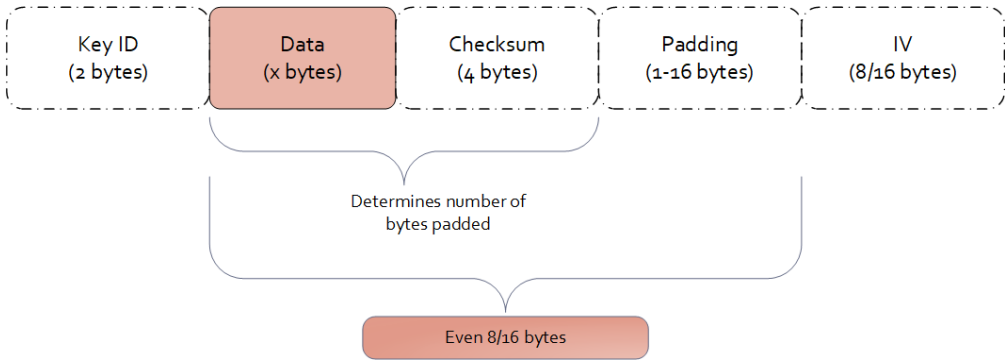 Key ID
(2 bytes)
Data
(x bytes)
Checksum
(4 bytes)
Padding
(1-16 bytes)
IV
(8/16 bytes)
Determines number of
bytes padded
Even 8/16 bytes